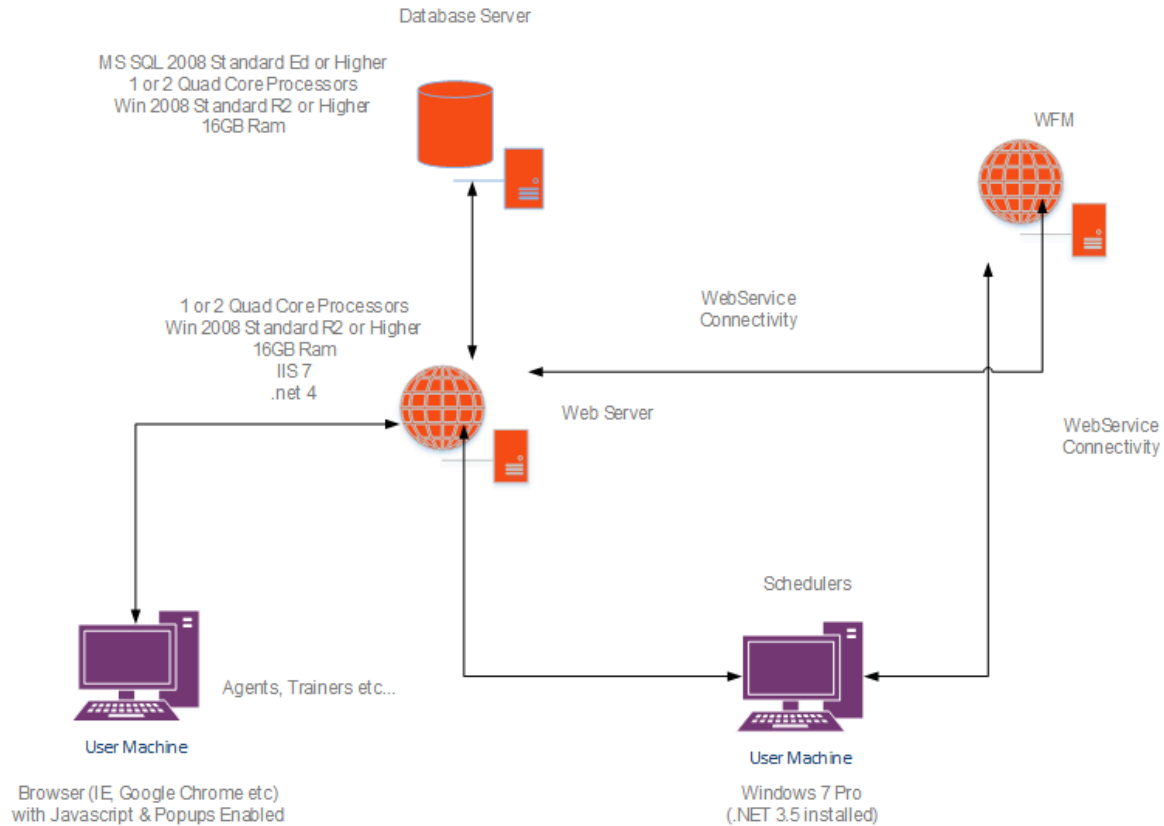 Database Server
MS SQL 2008 Standard Ed or Higher
1 or 2 Quad Core Processors
Win 2008 Standard R2 or Higher
16GB Ram
WFM
1 or 2 Quad Core Processors
Win 2008 Standard R2 or Higher
16GB Ram
IIS 7
.net 4
WebService
Connectivity
Web Server
WebService
Connectivity
Schedulers
Agents, Trainers etc...
User Machine
Browser (IE, Google Chrome etc)
with Javascript & Popups Enabled
User Machine
Windows 7 Pro
(.NET 3.5 installed)